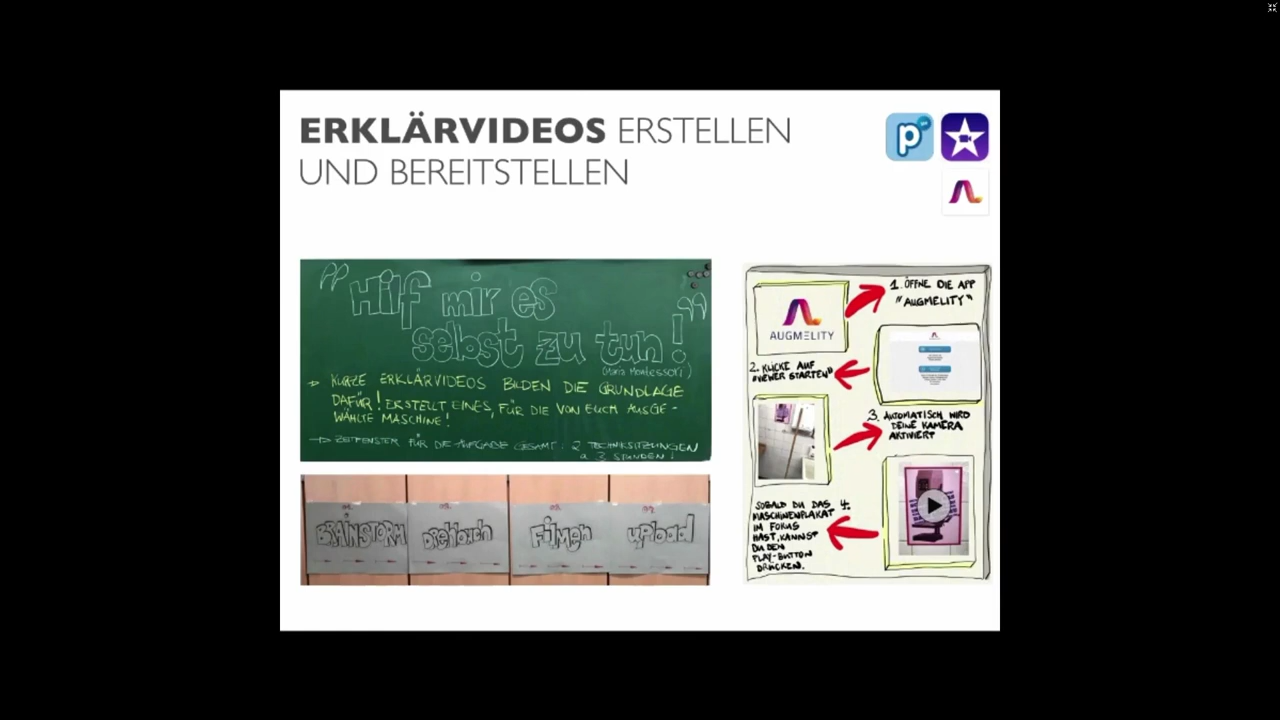 ERKLÄRVIDEOS ERSTELLEN
UND BEREITSTELLEN
p
"Hilf mir es
selbst zu tun!"
(Maria Montessori)
→ KURZE ERKLÄRVIDEOS BILDEN DIE GRUNDLAGE
DAFÜR! ERSTELLT EINES, FÜR DIE VON EUCH AUSGE-
WÄHLTE MASCHINE!
→ ZEITFENSTER FÜR DIE AUFGABE GESAMT: 2 TECHNIKSITZUNGEN
a 3 STUNDEN!
BRAINSTORM
Drehbuch
Filmen
upload
AUGMELITY
1. ÖFFNE DIE APP
"AUGMELITY"
2. KLICKE AUF
"VIEWER STARTEN"
3. AUTOMATISCH WIRD
DEINE KAMERA
AKTIVIERT
SOBALD DU DAS 4.
MASCHINENPLAKAT
IM FOKUS
HAST, KANNST
DU DEN
PLAY-BUTTON
DRÜCKEN.